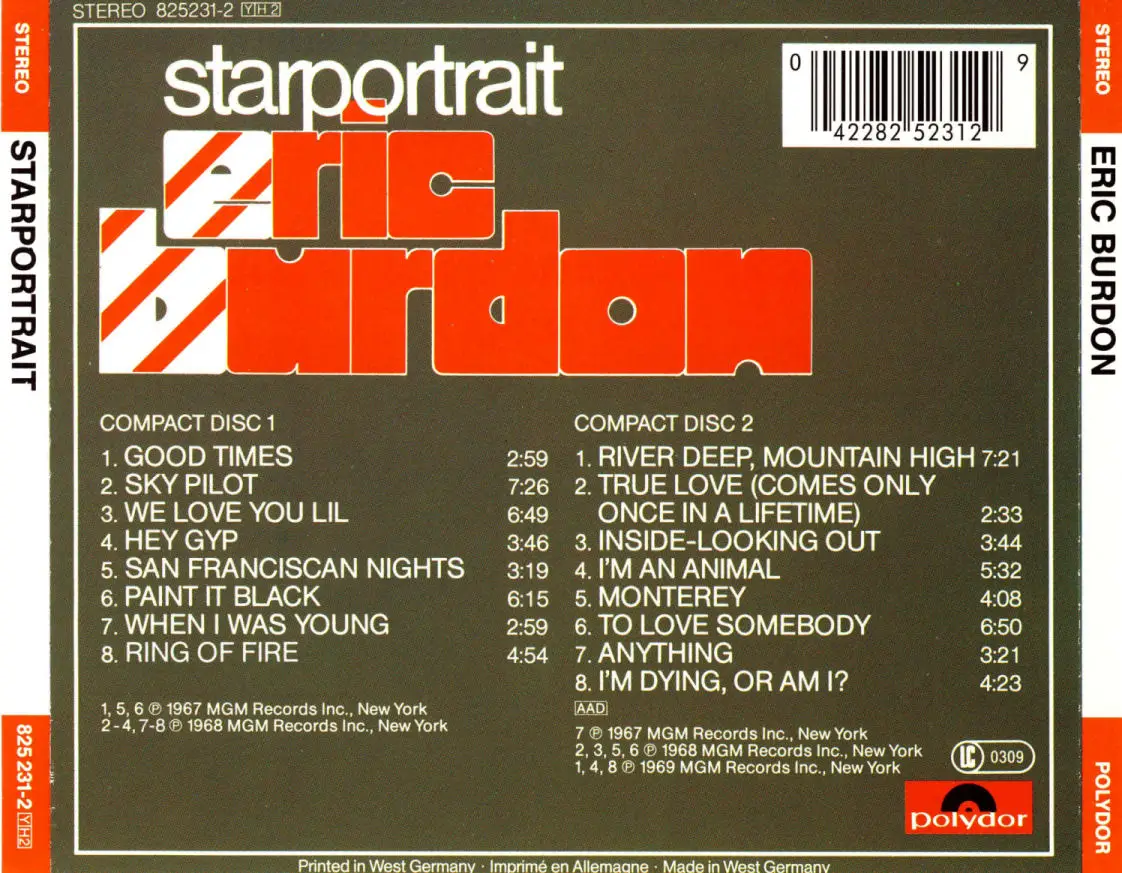 STEREO 825231-2 YH2
starportrait
eric
burdon
0 42282 52312 9
STEREO
STARPORTRAIT
825 231-2 YH2
COMPACT DISC 1
1. GOOD TIMES 2:59
2. SKY PILOT 7:26
3. WE LOVE YOU LIL 6:49
4. HEY GYP 3:46
5. SAN FRANCISCAN NIGHTS 3:19
6. PAINT IT BLACK 6:15
7. WHEN I WAS YOUNG 2:59
8. RING OF FIRE 4:54
1, 5, 6 ℗ 1967 MGM Records Inc., New York
2-4, 7-8 ℗ 1968 MGM Records Inc., New York
COMPACT DISC 2
1. RIVER DEEP, MOUNTAIN HIGH 7:21
2. TRUE LOVE (COMES ONLY
ONCE IN A LIFETIME) 2:33
3. INSIDE-LOOKING OUT 3:44
4. I'M AN ANIMAL 5:32
5. MONTEREY 4:08
6. TO LOVE SOMEBODY 6:50
7. ANYTHING 3:21
8. I'M DYING, OR AM I? 4:23
AAD
7 ℗ 1967 MGM Records Inc., New York
2, 3, 5, 6 ℗ 1968 MGM Records Inc., New York
1, 4, 8 ℗ 1969 MGM Records Inc., New York
LC 0309
polydor
Printed in West Germany · Imprimé en Allemagne · Made in West Germany
STEREO
ERIC BURDON
POLYDOR